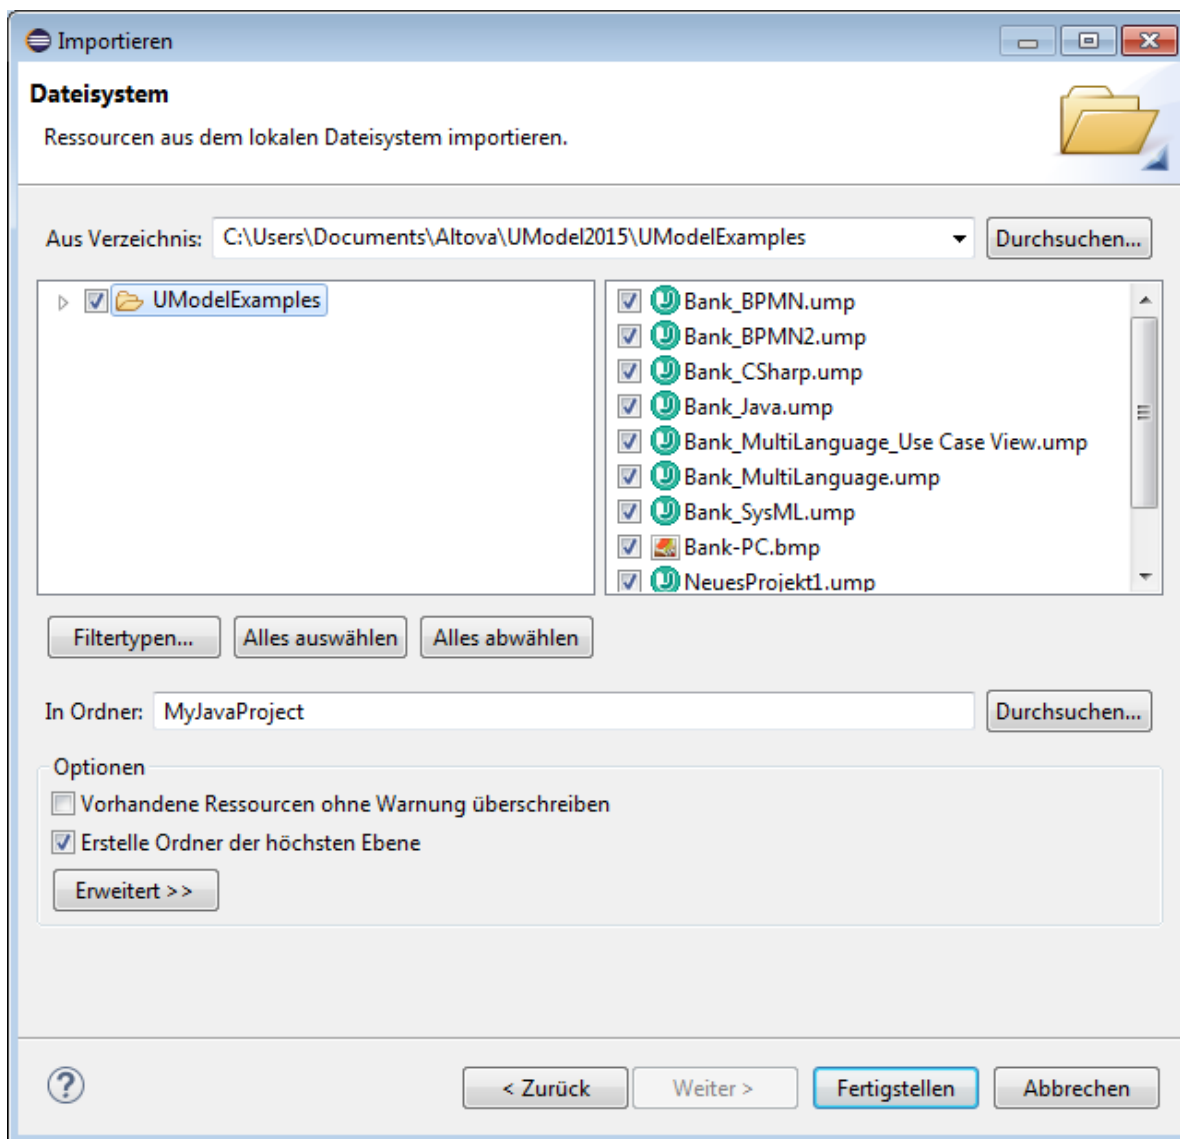 Importieren
Dateisystem
Ressourcen aus dem lokalen Dateisystem importieren.
Aus Verzeichnis: C:\Users\Documents\Altova\UModel2015\UModelExamples Durchsuchen...
UModelExamples
Bank_BPMN.ump
Bank_BPMN2.ump
Bank_CSharp.ump
Bank_Java.ump
Bank_MultiLanguage_Use Case View.ump
Bank_MultiLanguage.ump
Bank_SysML.ump
Bank-PC.bmp
NeuesProjekt1.ump
Filtertypen... Alles auswählen Alles abwählen
In Ordner: MyJavaProject Durchsuchen...
Optionen
Vorhandene Ressourcen ohne Warnung überschreiben
Erstelle Ordner der höchsten Ebene
Erweitert >>
< Zurück Weiter > Fertigstellen Abbrechen